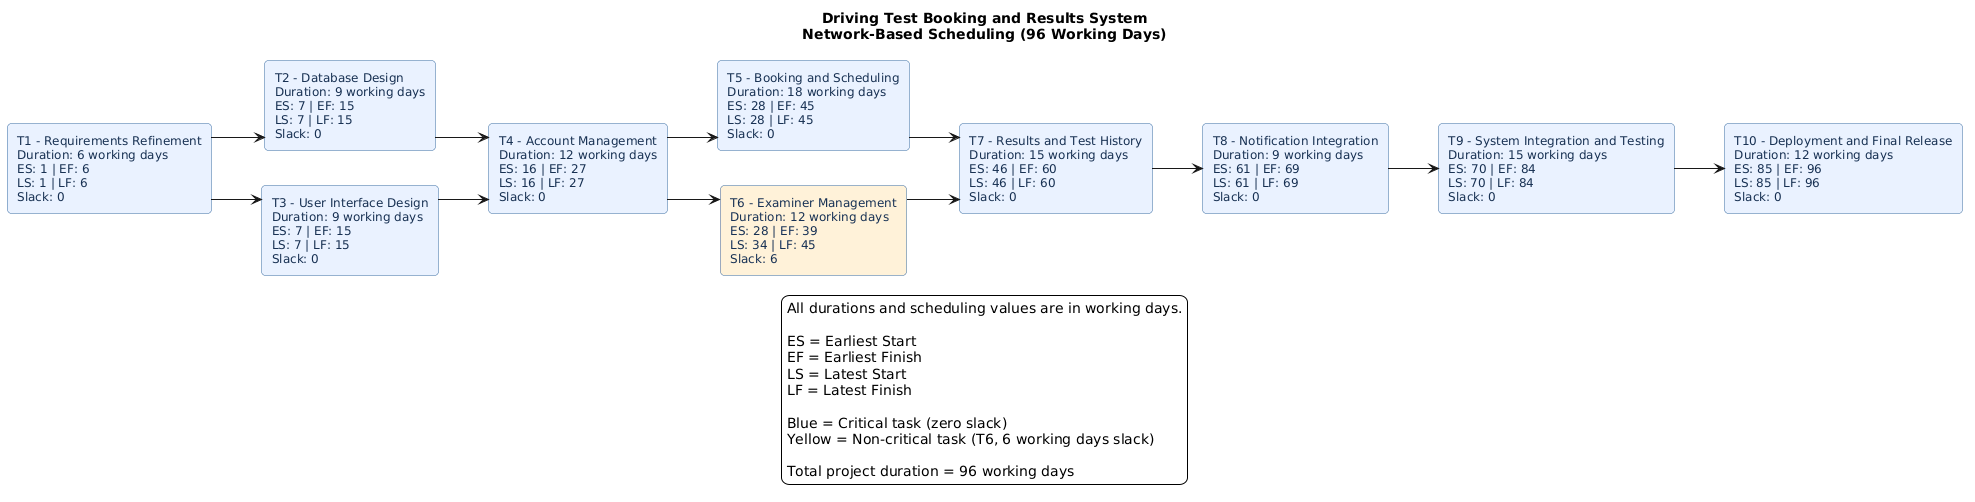 Driving Test Booking and Results System
Network-Based Scheduling (96 Working Days)
T1 - Requirements Refinement
Duration: 6 working days
ES: 1 | EF: 6
LS: 1 | LF: 6
Slack: 0
T2 - Database Design
Duration: 9 working days
ES: 7 | EF: 15
LS: 7 | LF: 15
Slack: 0
T3 - User Interface Design
Duration: 9 working days
ES: 7 | EF: 15
LS: 7 | LF: 15
Slack: 0
T4 - Account Management
Duration: 12 working days
ES: 16 | EF: 27
LS: 16 | LF: 27
Slack: 0
T5 - Booking and Scheduling
Duration: 18 working days
ES: 28 | EF: 45
LS: 28 | LF: 45
Slack: 0
T6 - Examiner Management
Duration: 12 working days
ES: 28 | EF: 39
LS: 34 | LF: 45
Slack: 6
T7 - Results and Test History
Duration: 15 working days
ES: 46 | EF: 60
LS: 46 | LF: 60
Slack: 0
T8 - Notification Integration
Duration: 9 working days
ES: 61 | EF: 69
LS: 61 | LF: 69
Slack: 0
T9 - System Integration and Testing
Duration: 15 working days
ES: 70 | EF: 84
LS: 70 | LF: 84
Slack: 0
T10 - Deployment and Final Release
Duration: 12 working days
ES: 85 | EF: 96
LS: 85 | LF: 96
Slack: 0
All durations and scheduling values are in working days.
ES = Earliest Start
EF = Earliest Finish
LS = Latest Start
LF = Latest Finish
Blue = Critical task (zero slack)
Yellow = Non-critical task (T6, 6 working days slack)
Total project duration = 96 working days